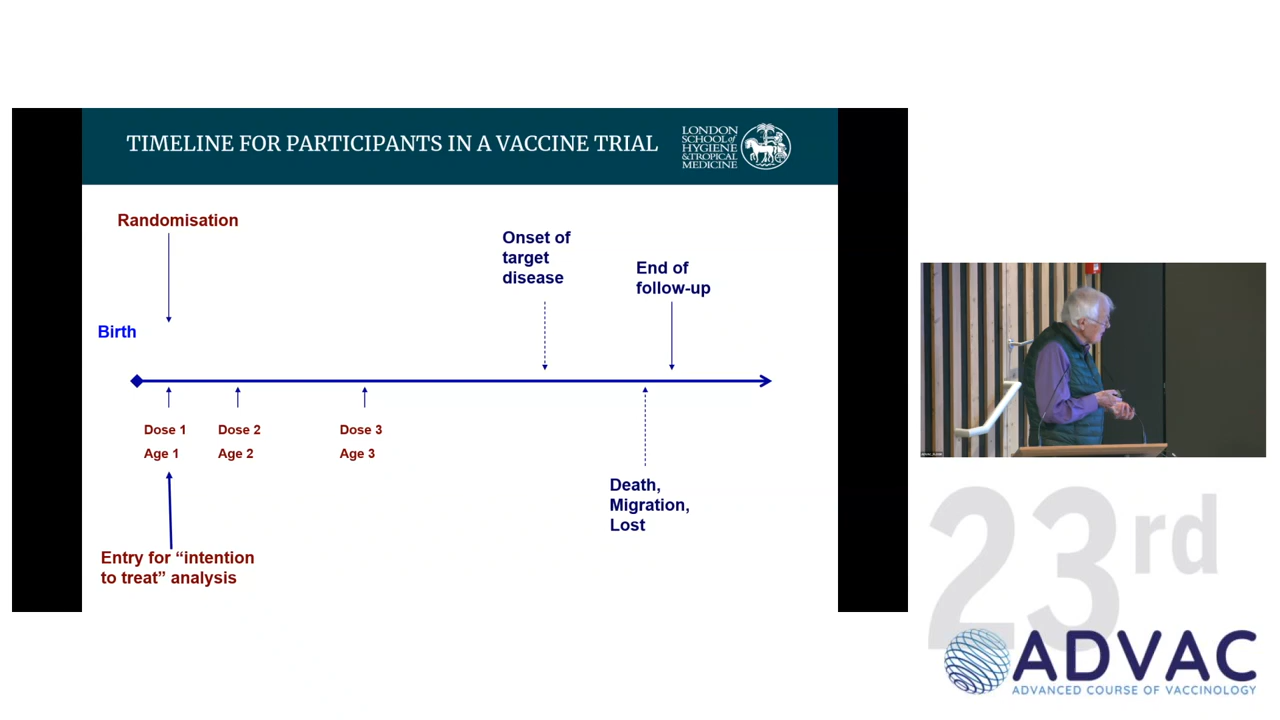 TIMELINE FOR PARTICIPANTS IN A VACCINE TRIAL
LONDON
SCHOOL of
HYGIENE
& TROPICAL
MEDICINE
Randomisation
Onset of
target
disease
End of
follow-up
Birth
Dose 1
Dose 2
Dose 3
Age 1
Age 2
Age 3
Death,
Migration,
Lost
Entry for “intention
to treat” analysis
23rd
ADVAC
ADVANCED COURSE OF VACCINOLOGY